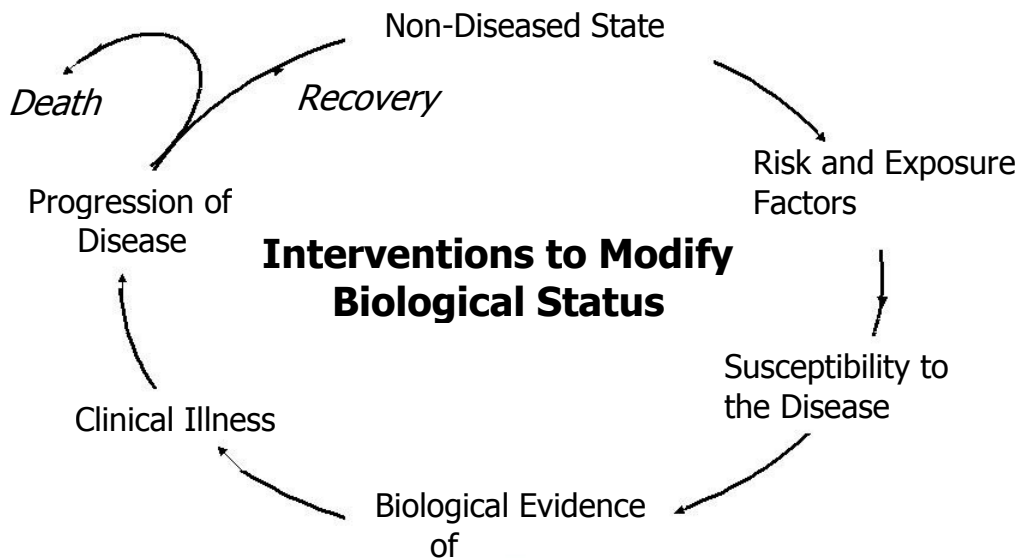 Non-Diseased State
Death
Recovery
Risk and Exposure
Factors
Progression of
Disease
Interventions to Modify
Biological Status
Susceptibility to
the Disease
Clinical Illness
Biological Evidence
of